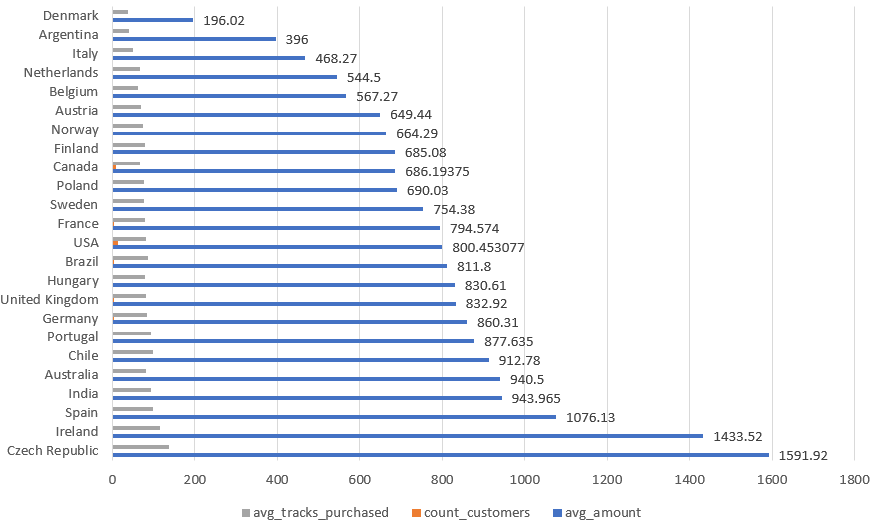 Denmark 196.02
Argentina 396
Italy 468.27
Netherlands 544.5
Belgium 567.27
Austria 649.44
Norway 664.29
Finland 685.08
Canada 686.19375
Poland 690.03
Sweden 754.38
France 794.574
USA 800.453077
Brazil 811.8
Hungary 830.61
United Kingdom 832.92
Germany 860.31
Portugal 877.635
Chile 912.78
Australia 940.5
India 943.965
Spain 1076.13
Ireland 1433.52
Czech Republic 1591.92
0 200 400 600 800 1000 1200 1400 1600 1800
avg_tracks_purchased count_customers avg_amount